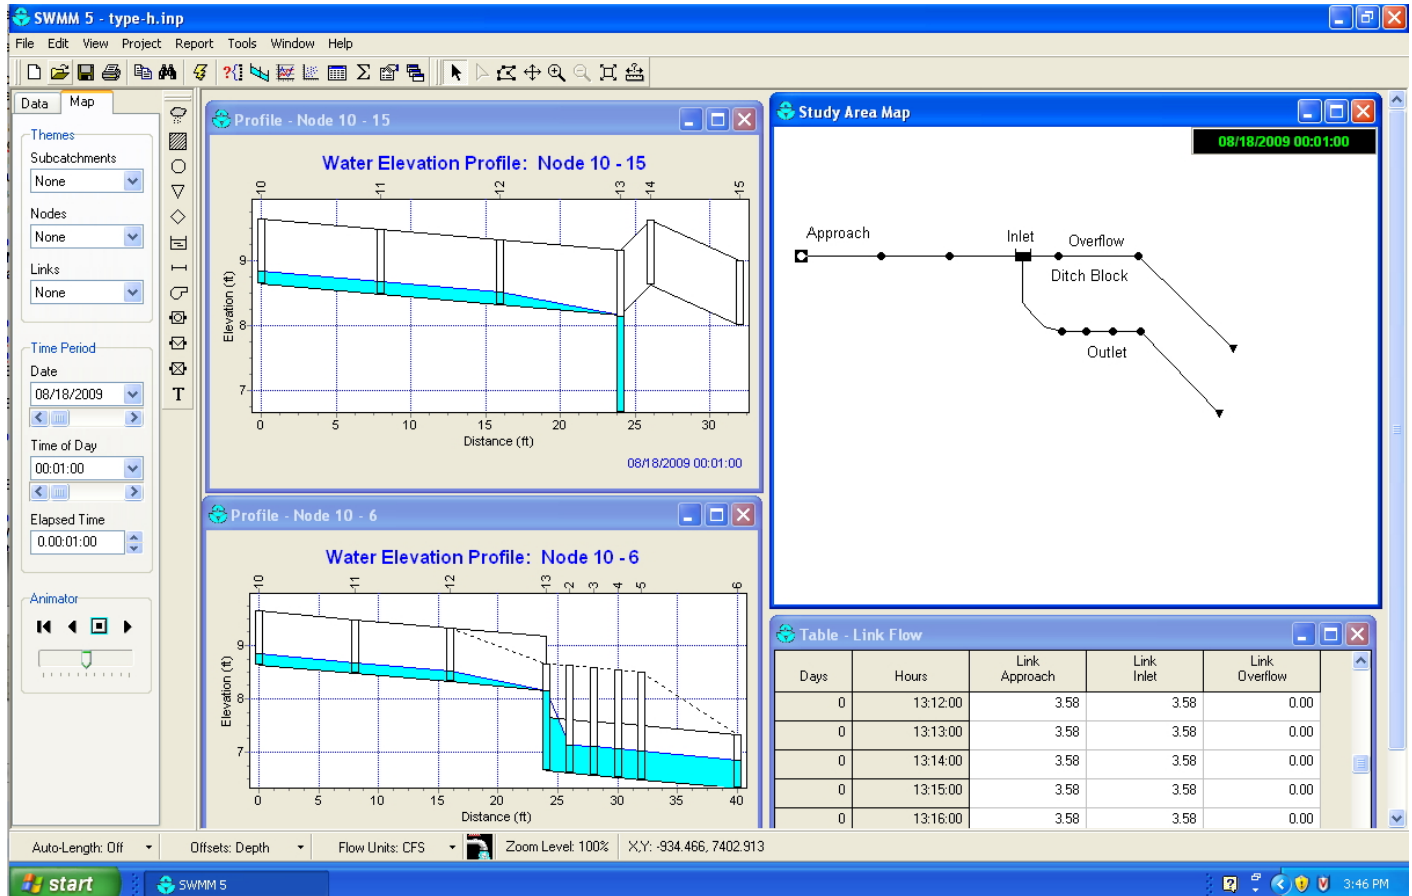 SWMM 5 - type-h.inp
File Edit View Project Report Tools Window Help
Data Map
Themes
Subcatchments
None
Nodes
None
Links
None
Time Period
Date
08/18/2009
Time of Day
00:01:00
Elapsed Time
0.00:01:00
Animator
T
Profile - Node 10 - 15
Water Elevation Profile: Node 10 - 15
10 11 12 13 14 15
Elevation (ft)
9
8
7
0 5 10 15 20 25 30
Distance (ft)
08/18/2009 00:01:00
Profile - Node 10 - 6
Water Elevation Profile: Node 10 - 6
10 11 12 13 2 3 4 5 6
Elevation (ft)
9
8
7
0 5 10 15 20 25 30 35 40
Distance (ft)
Study Area Map
08/18/2009 00:01:00
Approach Inlet Overflow
Ditch Block
Outlet
Table - Link Flow
Days Hours Link Approach Link Inlet Link Overflow
0 13:12:00 3.58 3.58 0.00
0 13:13:00 3.58 3.58 0.00
0 13:14:00 3.58 3.58 0.00
0 13:15:00 3.58 3.58 0.00
0 13:16:00 3.58 3.58 0.00
Auto-Length: Off Offsets: Depth Flow Units: CFS Zoom Level: 100% X,Y: -934.466, 7402.913
start SWMM 5 3:46 PM